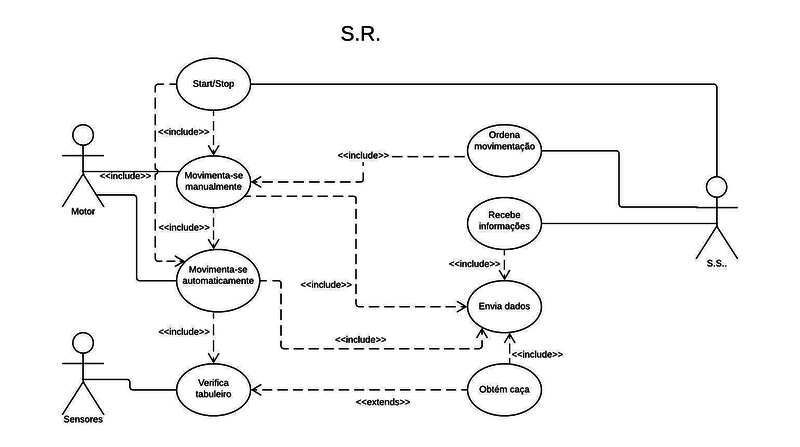 S.R.
Start/Stop
<<include>>
Ordena
movimentação
<<include>>
<<include>>
Movimenta-se
manualmente
Motor
Recebe
informações
<<include>>
<<include>>
S.S..
Movimenta-se
automaticamente
<<include>>
Envia dados
<<include>>
<<include>>
<<include>>
Verifica
tabuleiro
Obtém caça
<<extends>>
Sensores